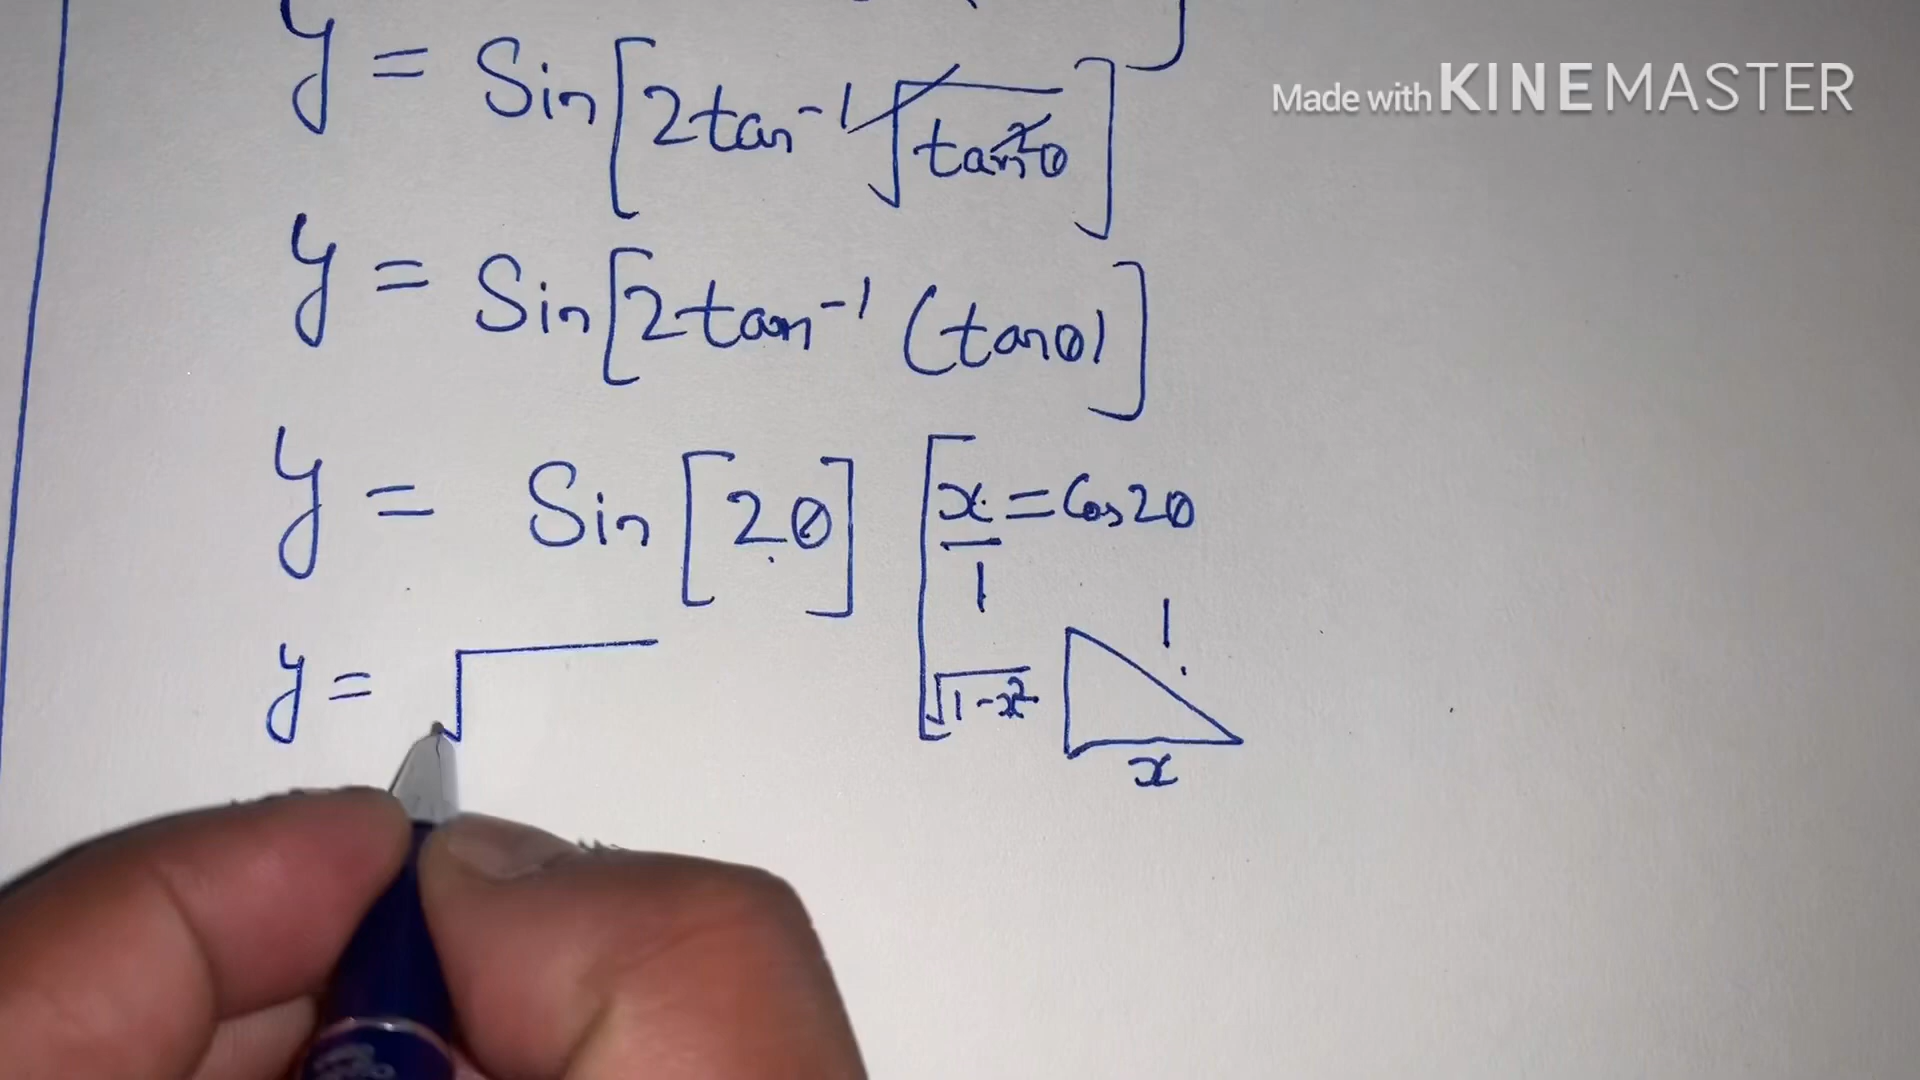 y = Sin[2tan⁻¹√tan²θ]
Made with KINEMASTER
y = Sin[2tan⁻¹ (tanθ)]
y = Sin[2θ]
x/1 = Cos2θ
1
√1-x²
x
y = √